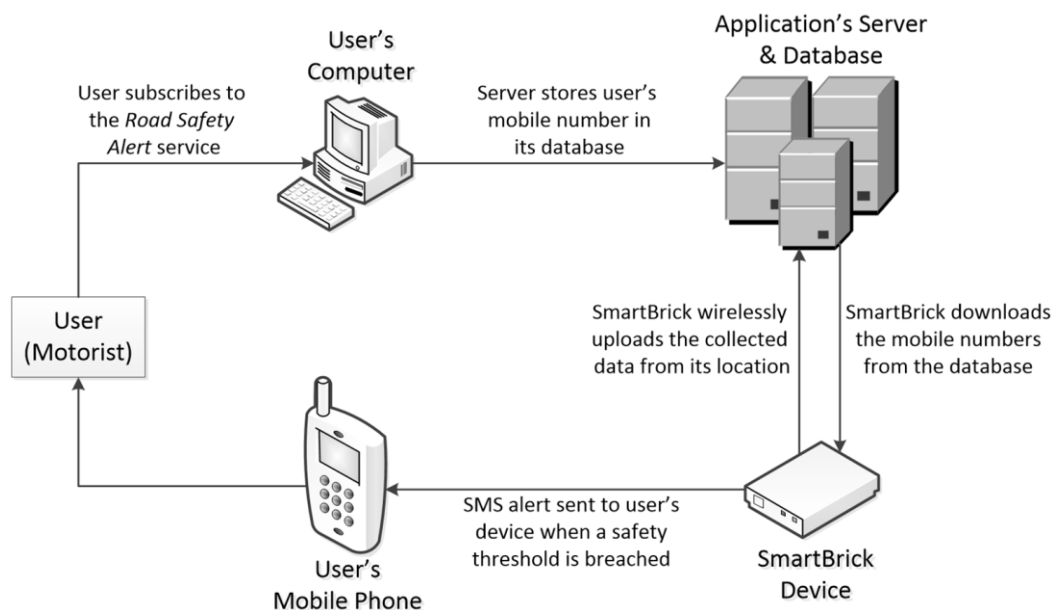 User's
Computer
Application's Server
& Database
User subscribes to
the Road Safety
Alert service
Server stores user's
mobile number in
its database
User
(Motorist)
SmartBrick wirelessly
uploads the collected
data from its location
SmartBrick downloads
the mobile numbers
from the database
SMS alert sent to user's
device when a safety
threshold is breached
User's
Mobile Phone
SmartBrick
Device